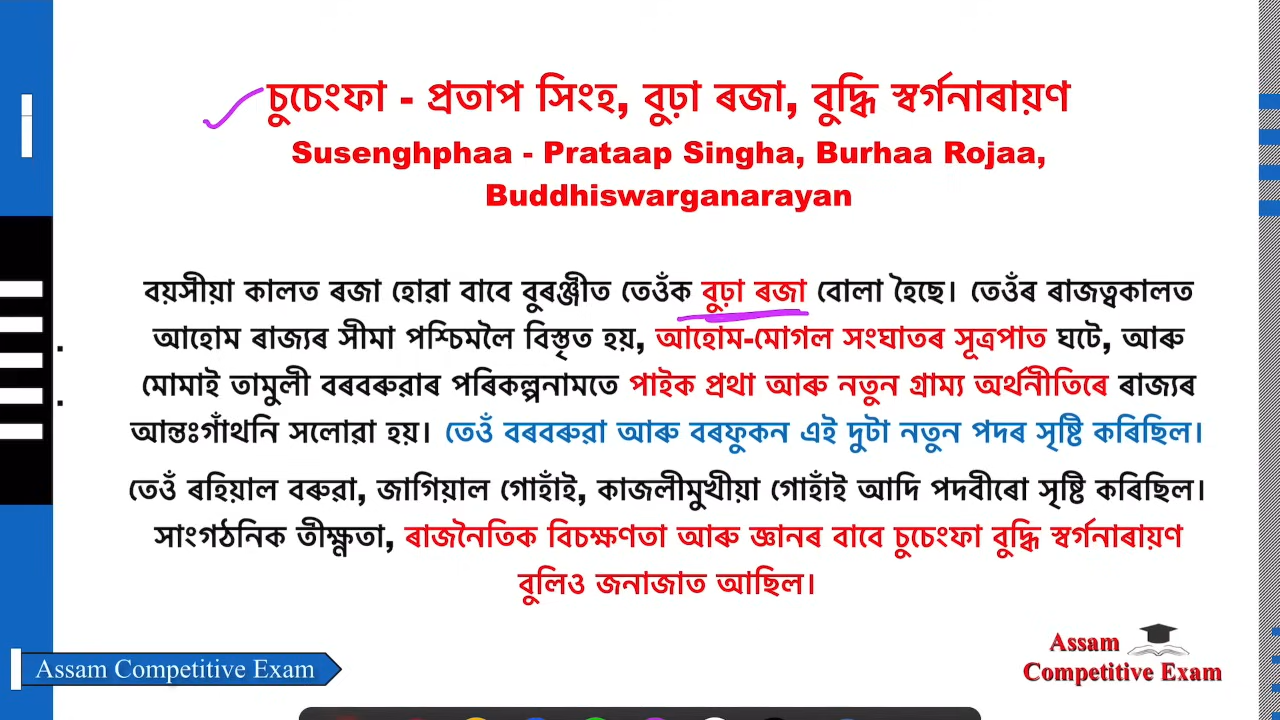 চুচেংফা - প্ৰতাপ সিংহ, বুঢ়া ৰজা, বুদ্ধি স্বৰ্গনাৰায়ণ
Susenghphaa - Prataap Singha, Burhaa Rojaa,
Buddhiswarganarayan
বয়সীয়া কালত ৰজা হোৱা বাবে বুৰঞ্জীত তেওঁক বুঢ়া ৰজা বোলা হৈছে। তেওঁৰ ৰাজত্বকালত
আহোম ৰাজ্যৰ সীমা পশ্চিমলৈ বিস্তৃত হয়, আহোম-মোগল সংঘাতৰ সূত্ৰপাত ঘটে, আৰু
মোমাই তামুলী বৰবৰুৱাৰ পৰিকল্পনামতে পাইক প্ৰথা আৰু নতুন গ্ৰাম্য অৰ্থনীতিৰে ৰাজ্যৰ
আন্তঃগাঁথনি সলোৱা হয়। তেওঁ বৰবৰুৱা আৰু বৰফুকন এই দুটা নতুন পদৰ সৃষ্টি কৰিছিল।
তেওঁ ৰহিয়াল বৰুৱা, জাগিয়াল গোহাঁই, কাজলীমুখীয়া গোহাঁই আদি পদবীৰো সৃষ্টি কৰিছিল।
সাংগঠনিক তীক্ষ্ণতা, ৰাজনৈতিক বিচক্ষণতা আৰু জ্ঞানৰ বাবে চুচেংফা বুদ্ধি স্বৰ্গনাৰায়ণ
বুলিও জনাজাত আছিল।
Assam Competitive Exam
Assam
Competitive Exam